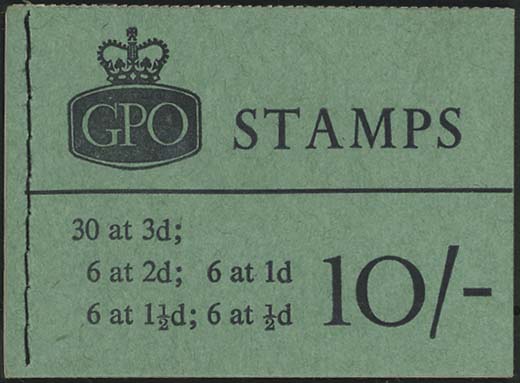 GPO STAMPS
30 at 3d;
6 at 2d; 6 at 1d
6 at 1½d; 6 at ½d
10/-